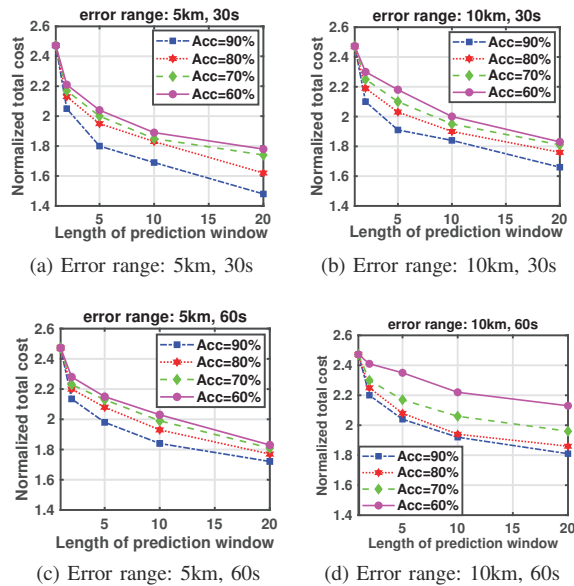 error range: 5km, 30s
2.6
2.4
2.2
2
1.8
1.6
1.4
Normalized total cost
Acc=90%
Acc=80%
Acc=70%
Acc=60%
5 10 15 20
Length of prediction window
(a) Error range: 5km, 30s
error range: 10km, 30s
2.6
2.4
2.2
2
1.8
1.6
1.4
Normalized total cost
Acc=90%
Acc=80%
Acc=70%
Acc=60%
5 10 15 20
Length of prediction window
(b) Error range: 10km, 30s
error range: 5km, 60s
2.6
2.4
2.2
2
1.8
1.6
1.4
Normalized total cost
Acc=90%
Acc=80%
Acc=70%
Acc=60%
5 10 15 20
Length of prediction window
(c) Error range: 5km, 60s
error range: 10km, 60s
2.6
2.4
2.2
2
1.8
1.6
1.4
Normalized total cost
Acc=90%
Acc=80%
Acc=70%
Acc=60%
5 10 15 20
Length of prediction window
(d) Error range: 10km, 60s